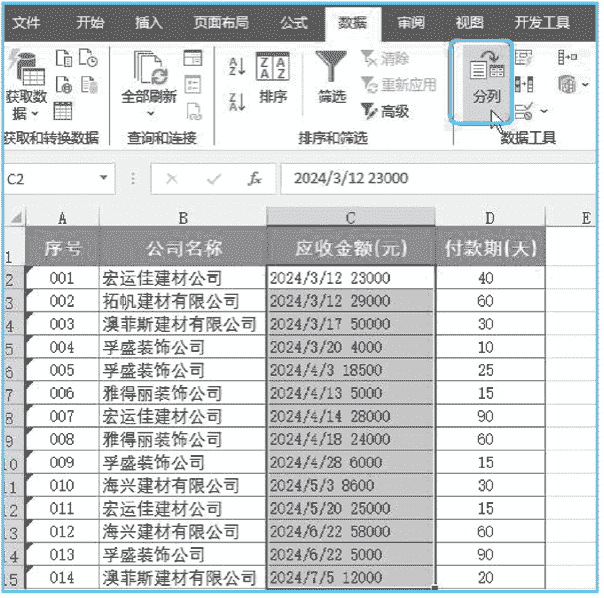 文件 开始 插入 页面布局 公式 数据 审阅 视图 开发工具
获取数据 全部刷新 排序 筛选 清除 重新应用 高级 分列
获取和转换数据 查询和连接 排序和筛选 数据工具
C2 fx 2024/3/12 23000
A B C D E
1 序号 公司名称 应收金额(元) 付款期(天)
2 001 宏运佳建材公司 2024/3/12 23000 40
3 002 拓帆建材有限公司 2024/3/12 29000 60
4 003 澳菲斯建材有限公司 2024/3/17 50000 30
5 004 孚盛装饰公司 2024/3/20 4000 10
6 005 孚盛装饰公司 2024/4/3 18500 25
7 006 雅得丽装饰公司 2024/4/13 5000 15
8 007 宏运佳建材公司 2024/4/14 28000 90
9 008 雅得丽装饰公司 2024/4/18 24000 60
10 009 孚盛装饰公司 2024/4/28 6000 15
11 010 海兴建材有限公司 2024/5/3 8600 30
12 011 宏运佳建材公司 2024/5/20 25000 15
13 012 海兴建材有限公司 2024/6/22 58000 60
14 013 孚盛装饰公司 2024/6/22 5000 90
15 014 澳菲斯建材有限公司 2024/7/5 12000 20